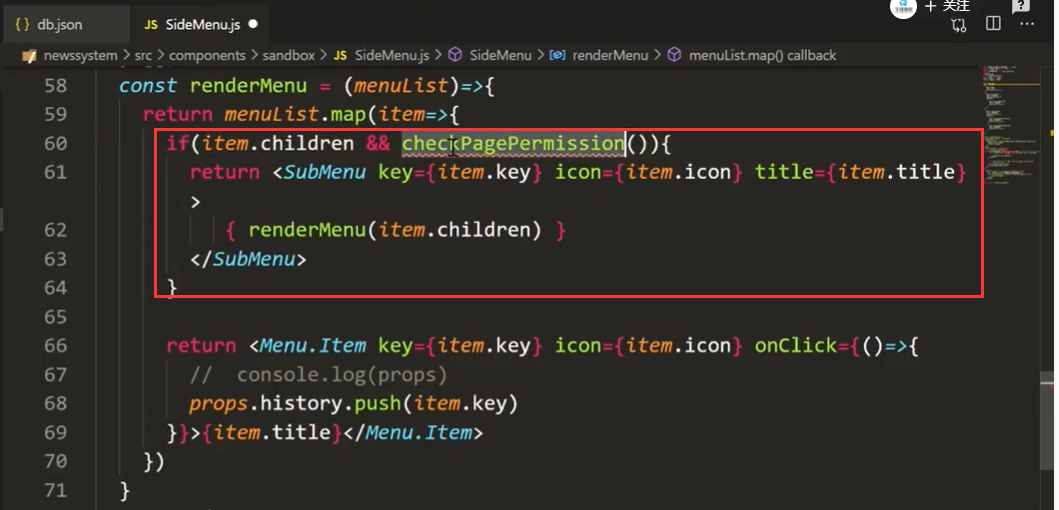 { } db.json JS SideMenu.js ● + 关注 ?
newssystem > src > components > sandbox > JS SideMenu.js > SideMenu > renderMenu > menuList.map() callback
58 const renderMenu = (menuList)=>{
59 return menuList.map(item=>{
60 if(item.children && checkPagePermission()){
61 return <SubMenu key={item.key} icon={item.icon} title={item.title}
>
62 { renderMenu(item.children) }
63 </SubMenu>
64 }
65
66 return <Menu.Item key={item.key} icon={item.icon} onClick={()=>{
67 // console.log(props)
68 props.history.push(item.key)
69 }}>{item.title}</Menu.Item>
70 })
71 }